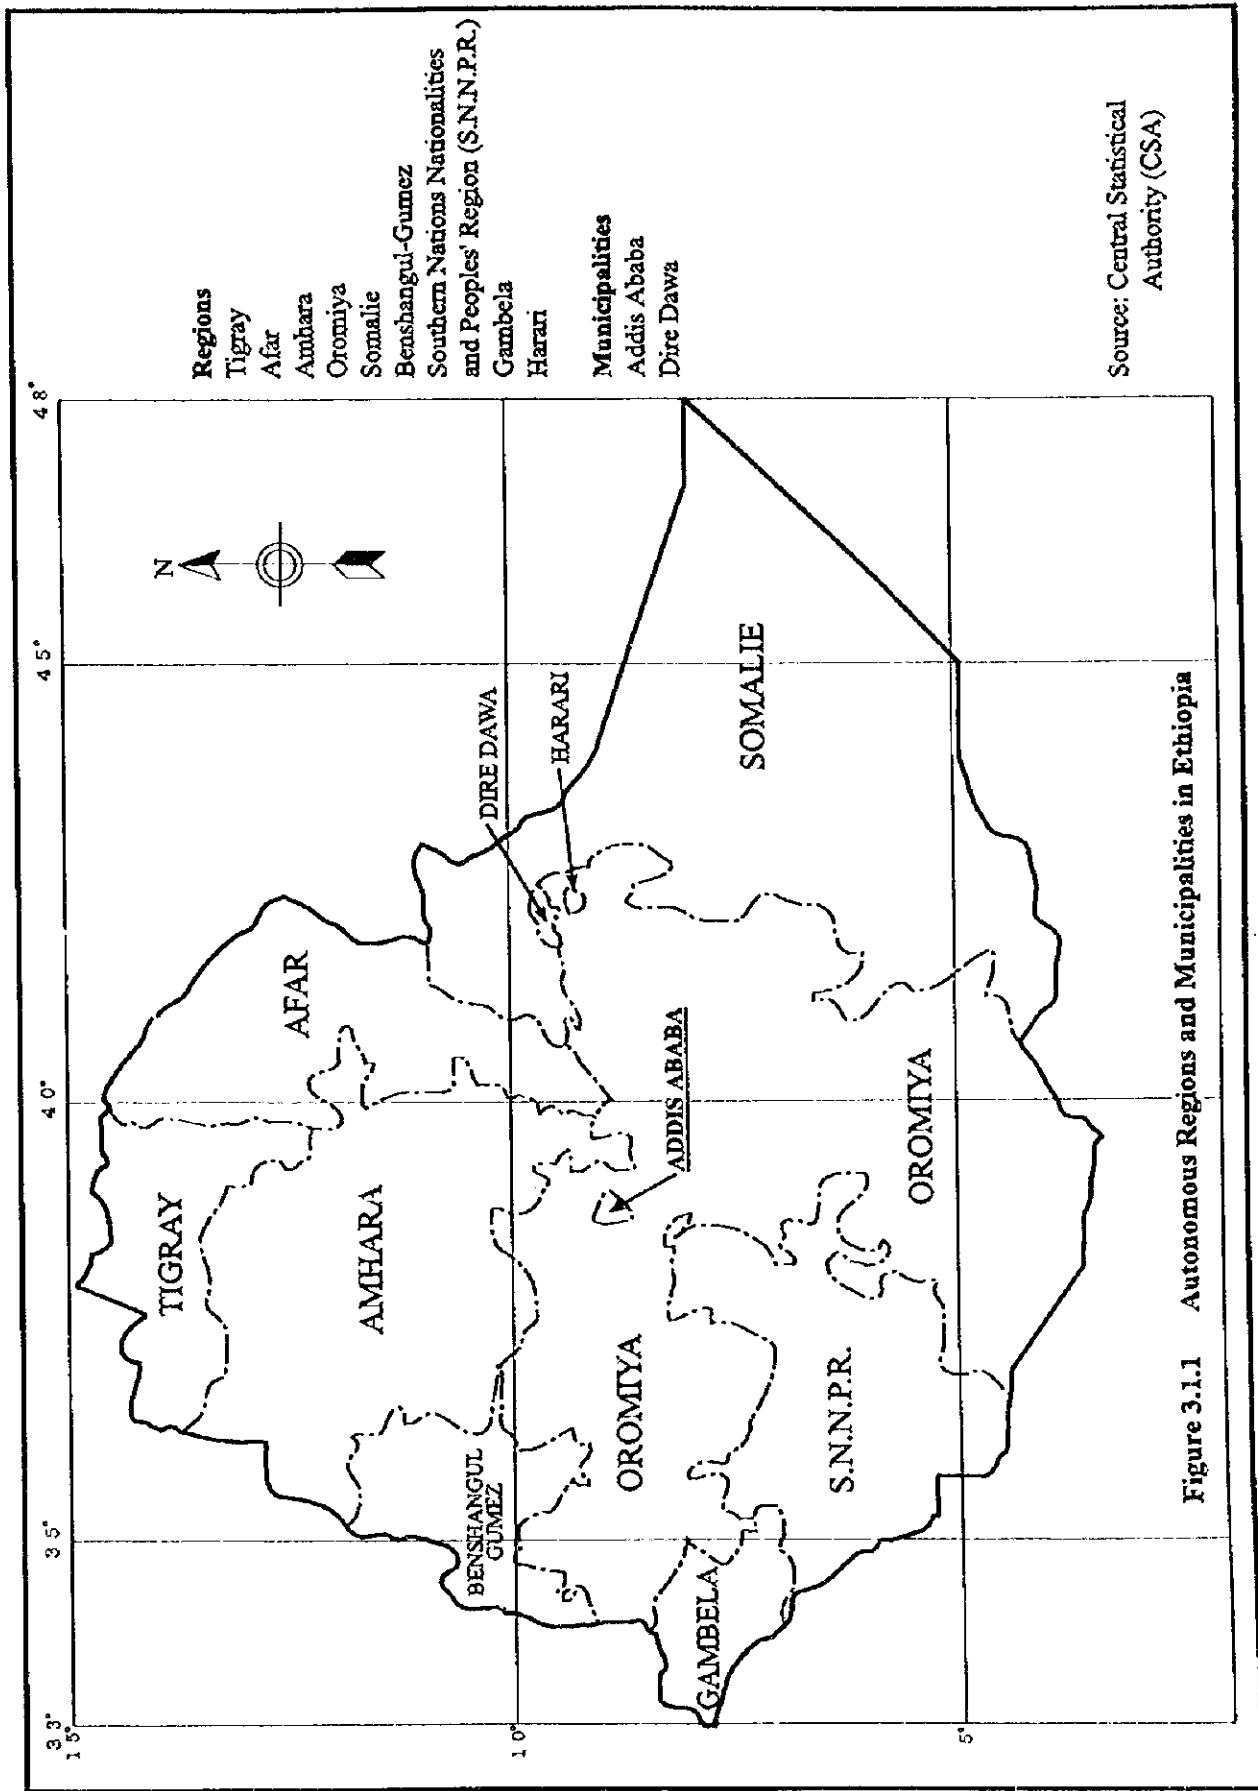 33°
35°
40°
45°
48°
15°
10°
5°
N
TIGRAY
AFAR
AMHARA
BENSHANGUL
GUMEZ
DIRE DAWA
HARARI
ADDIS ABABA
OROMIYA
GAMBELA
S.N.N.P.R.
OROMIYA
SOMALIE
Regions
Tigray
Afar
Amhara
Oromiya
Somalie
Benshangul-Gumez
Southern Nations Nationalities
and Peoples' Region (S.N.N.P.R.)
Gambela
Harari
Municipalities
Addis Ababa
Dire Dawa
Source: Central Statistical
Authority (CSA)
Figure 3.1.1 Autonomous Regions and Municipalities in Ethiopia